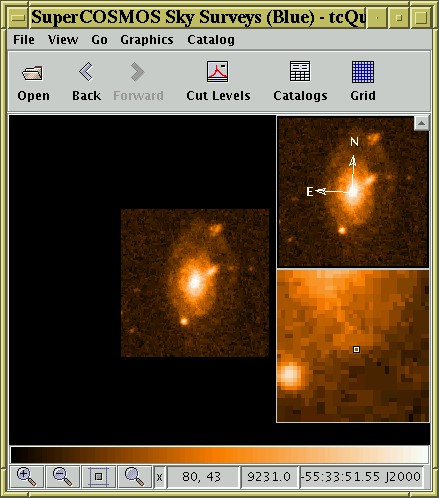 SuperCOSMOS Sky Surveys (Blue) - tcQu
File View Go Graphics Catalog
Open Back Forward Cut Levels Catalogs Grid
N
E
x 80, 43 9231.0 -55:33:51.55 J2000